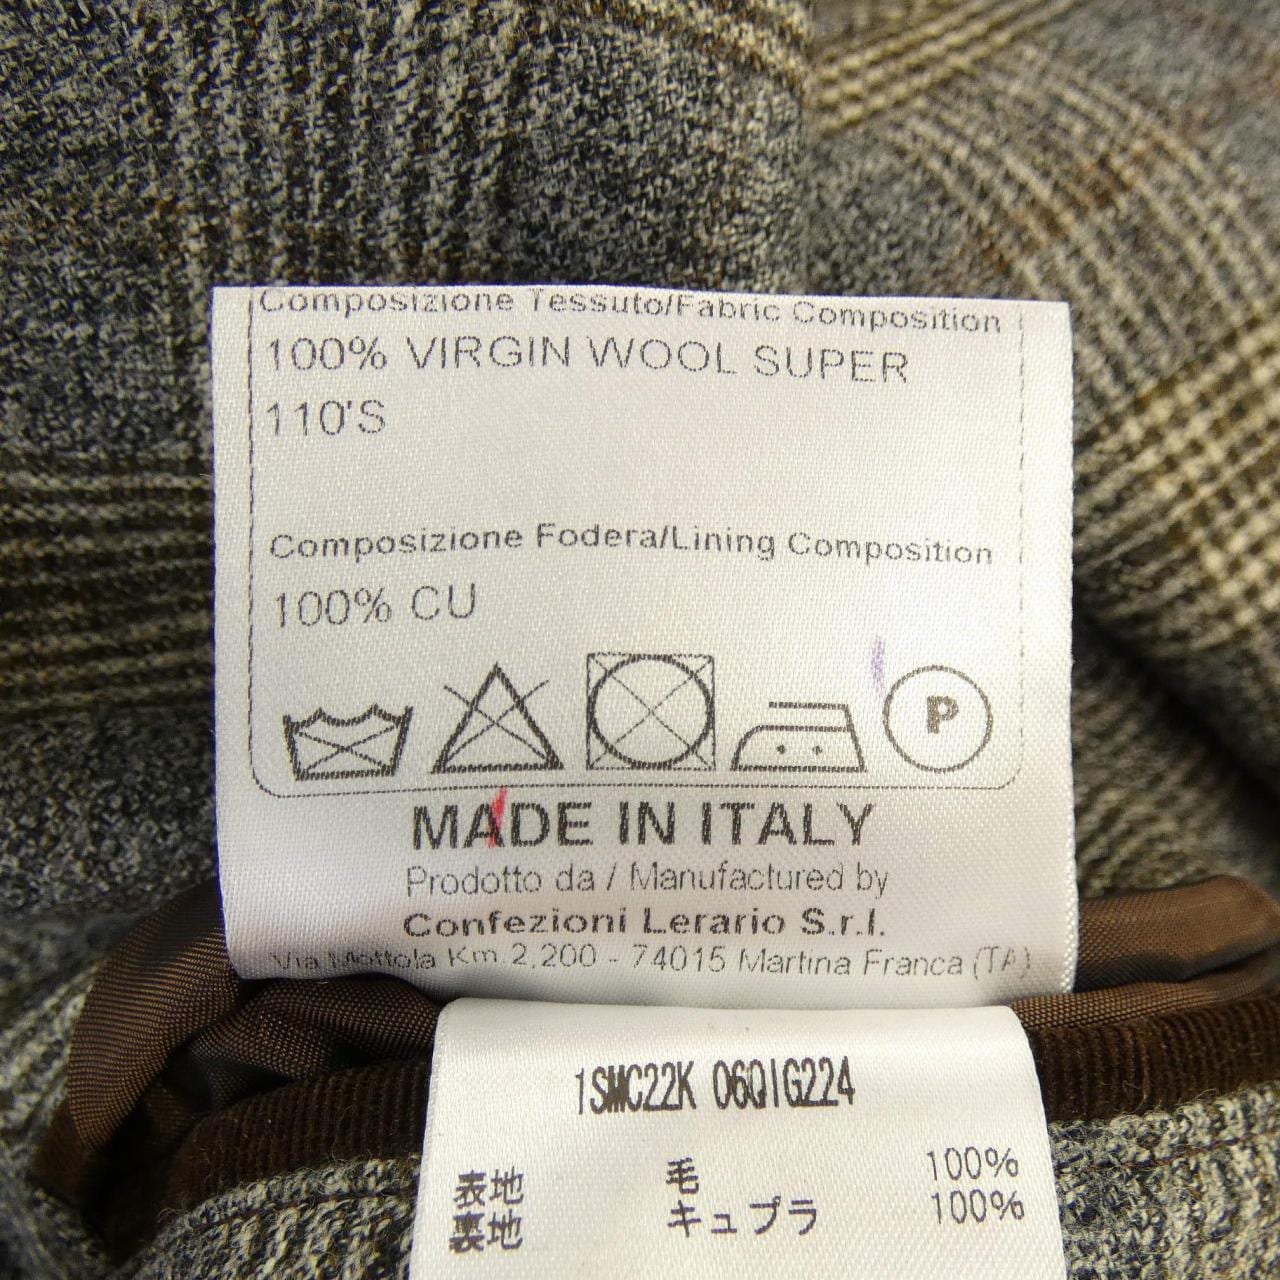 Composizione Tessuto/Fabric Composition
100% VIRGIN WOOL SUPER
110'S
Composizione Fodera/Lining Composition
100% CU
P
MADE IN ITALY
Prodotto da / Manufactured by
Confezioni Lerario S.r.l.
Via Mottola Km 2,200 - 74015 Martina Franca (TA)
1SMC22K 06QIG224
表地 毛 100%
裏地 キュプラ 100%